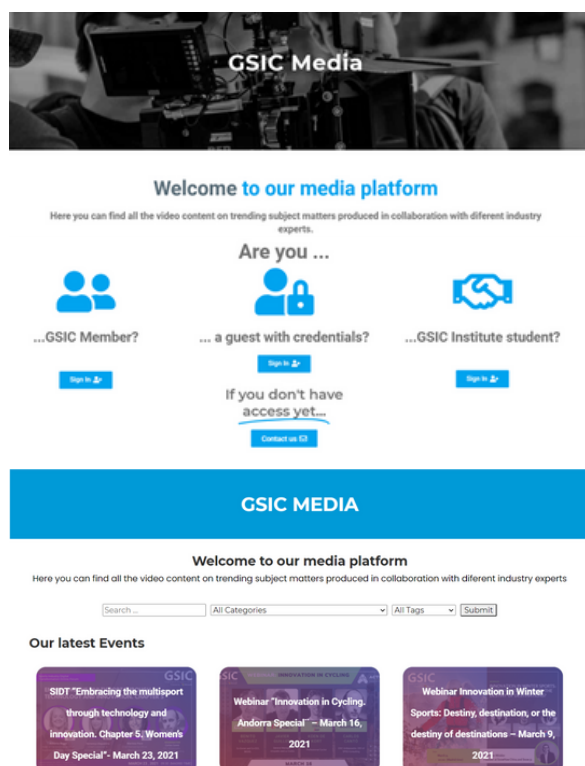 GSIC Media
Welcome to our media platform
Here you can find all the video content on trending subject matters produced in collaboration with diferent industry
experts.
Are you ...
...GSIC Member?
Sign In
... a guest with credentials?
Sign In
...GSIC Institute student?
Sign In
If you don't have
access yet...
Contact us
GSIC MEDIA
Welcome to our media platform
Here you can find all the video content on trending subject matters produced in collaboration with diferent industry experts
Search ...
All Categories
All Tags
Submit
Our latest Events
GSIC
SIDT "Embracing the multisport
through technology and
innovation. Chapter 5. Women's
Day Special"- March 23, 2021
GSIC
INNOVATION IN CYCLING
Webinar "Innovation in Cycling.
Andorra Special" – March 16,
2021
MARCH 16
GSIC
Webinar Innovation in Winter
Sports: Destiny, destination, or the
destiny of destinations – March 9,
2021